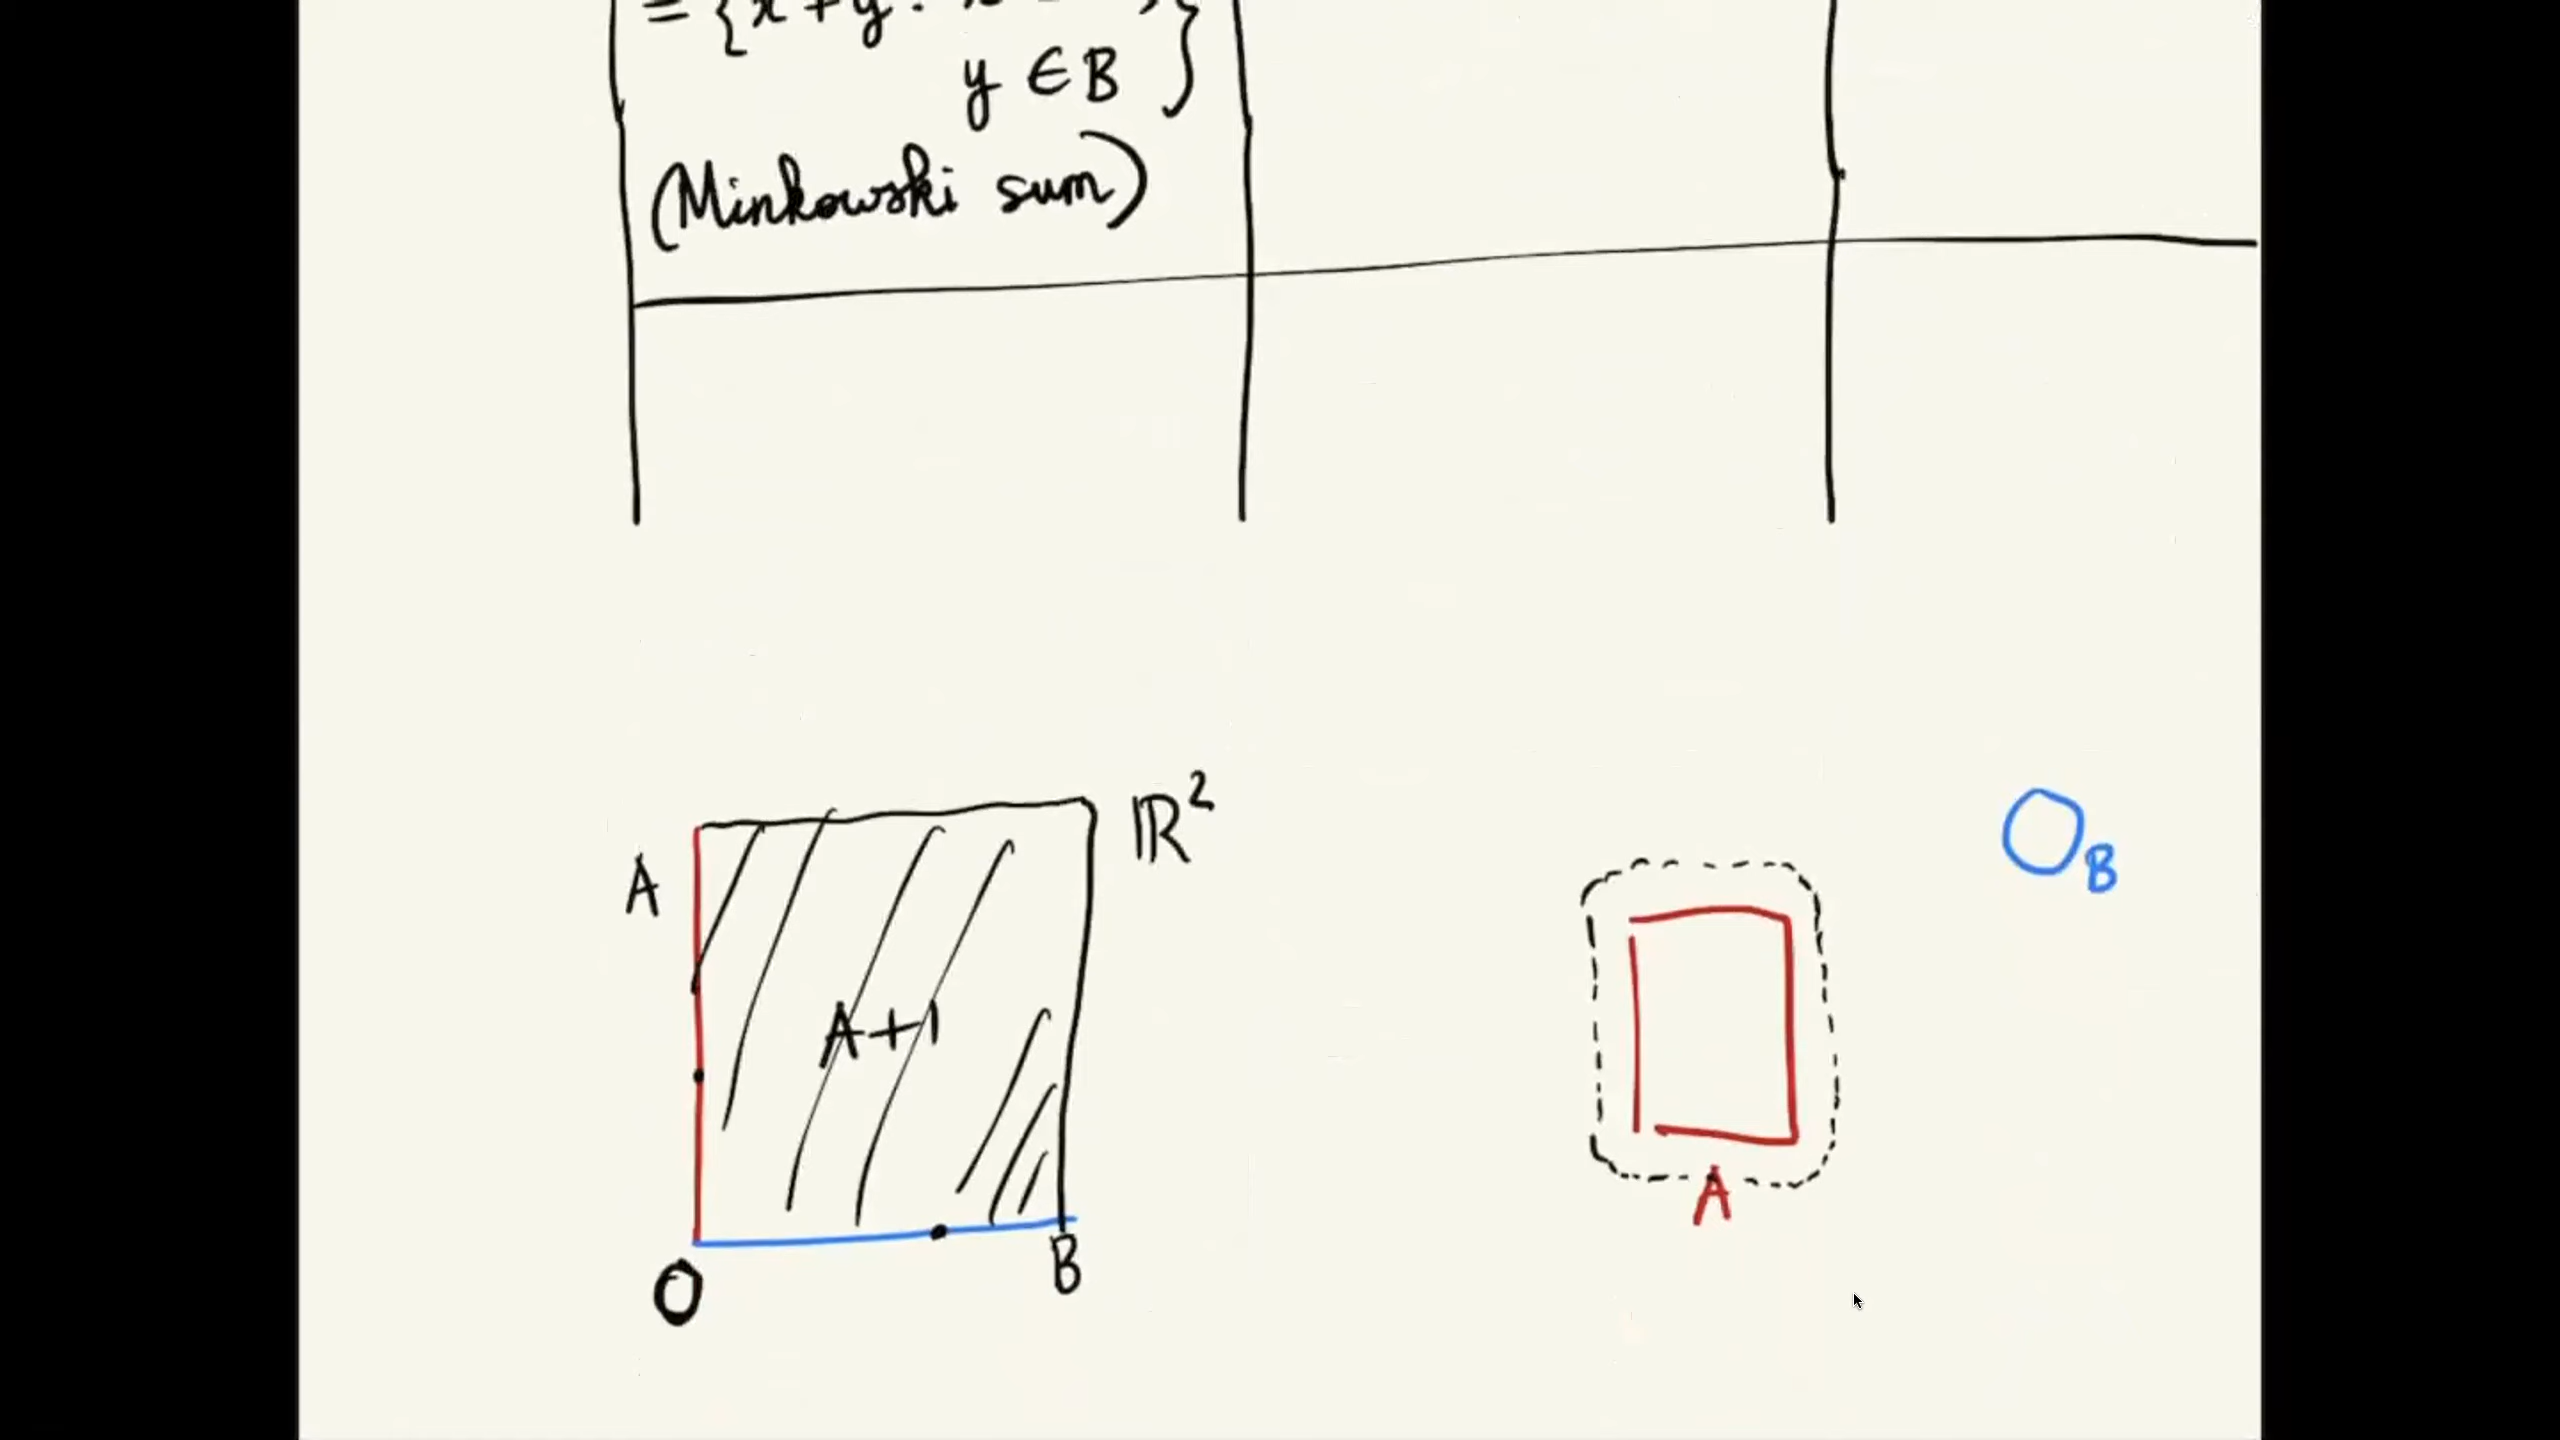 = {x + y :
y ∈ B }
(Minkowski sum)
ℝ²
A
B
A+1
A
B
O